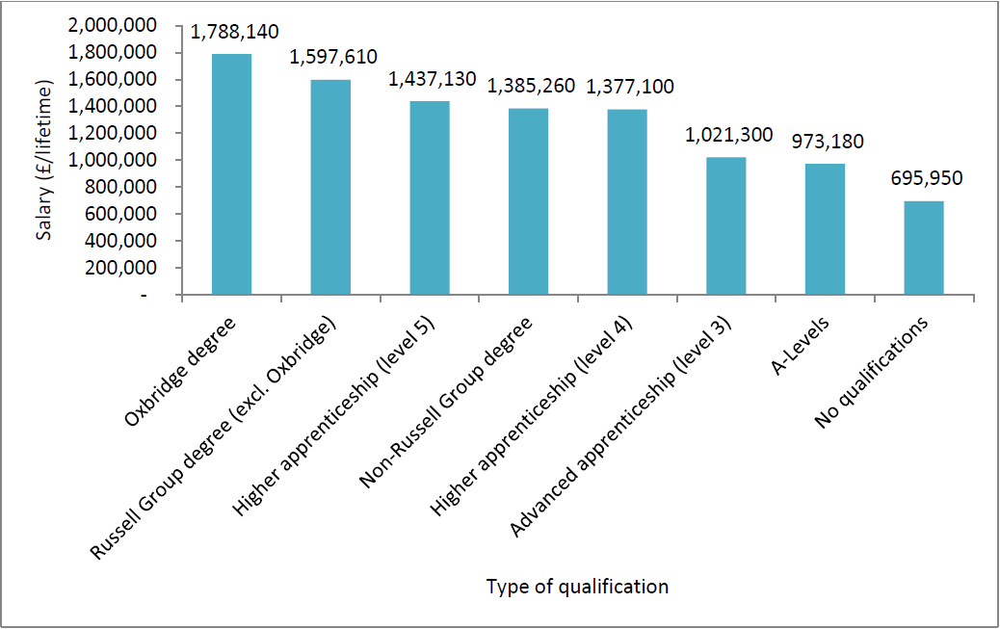 2,000,000
1,800,000
1,600,000
1,400,000
1,200,000
1,000,000
800,000
600,000
400,000
200,000
-
Salary (£/lifetime)
1,788,140
1,597,610
1,437,130
1,385,260
1,377,100
1,021,300
973,180
695,950
Oxbridge degree
Russell Group degree (excl. Oxbridge)
Higher apprenticeship (level 5)
Non-Russell Group degree
Higher apprenticeship (level 4)
Advanced apprenticeship (level 3)
A-Levels
No qualifications
Type of qualification